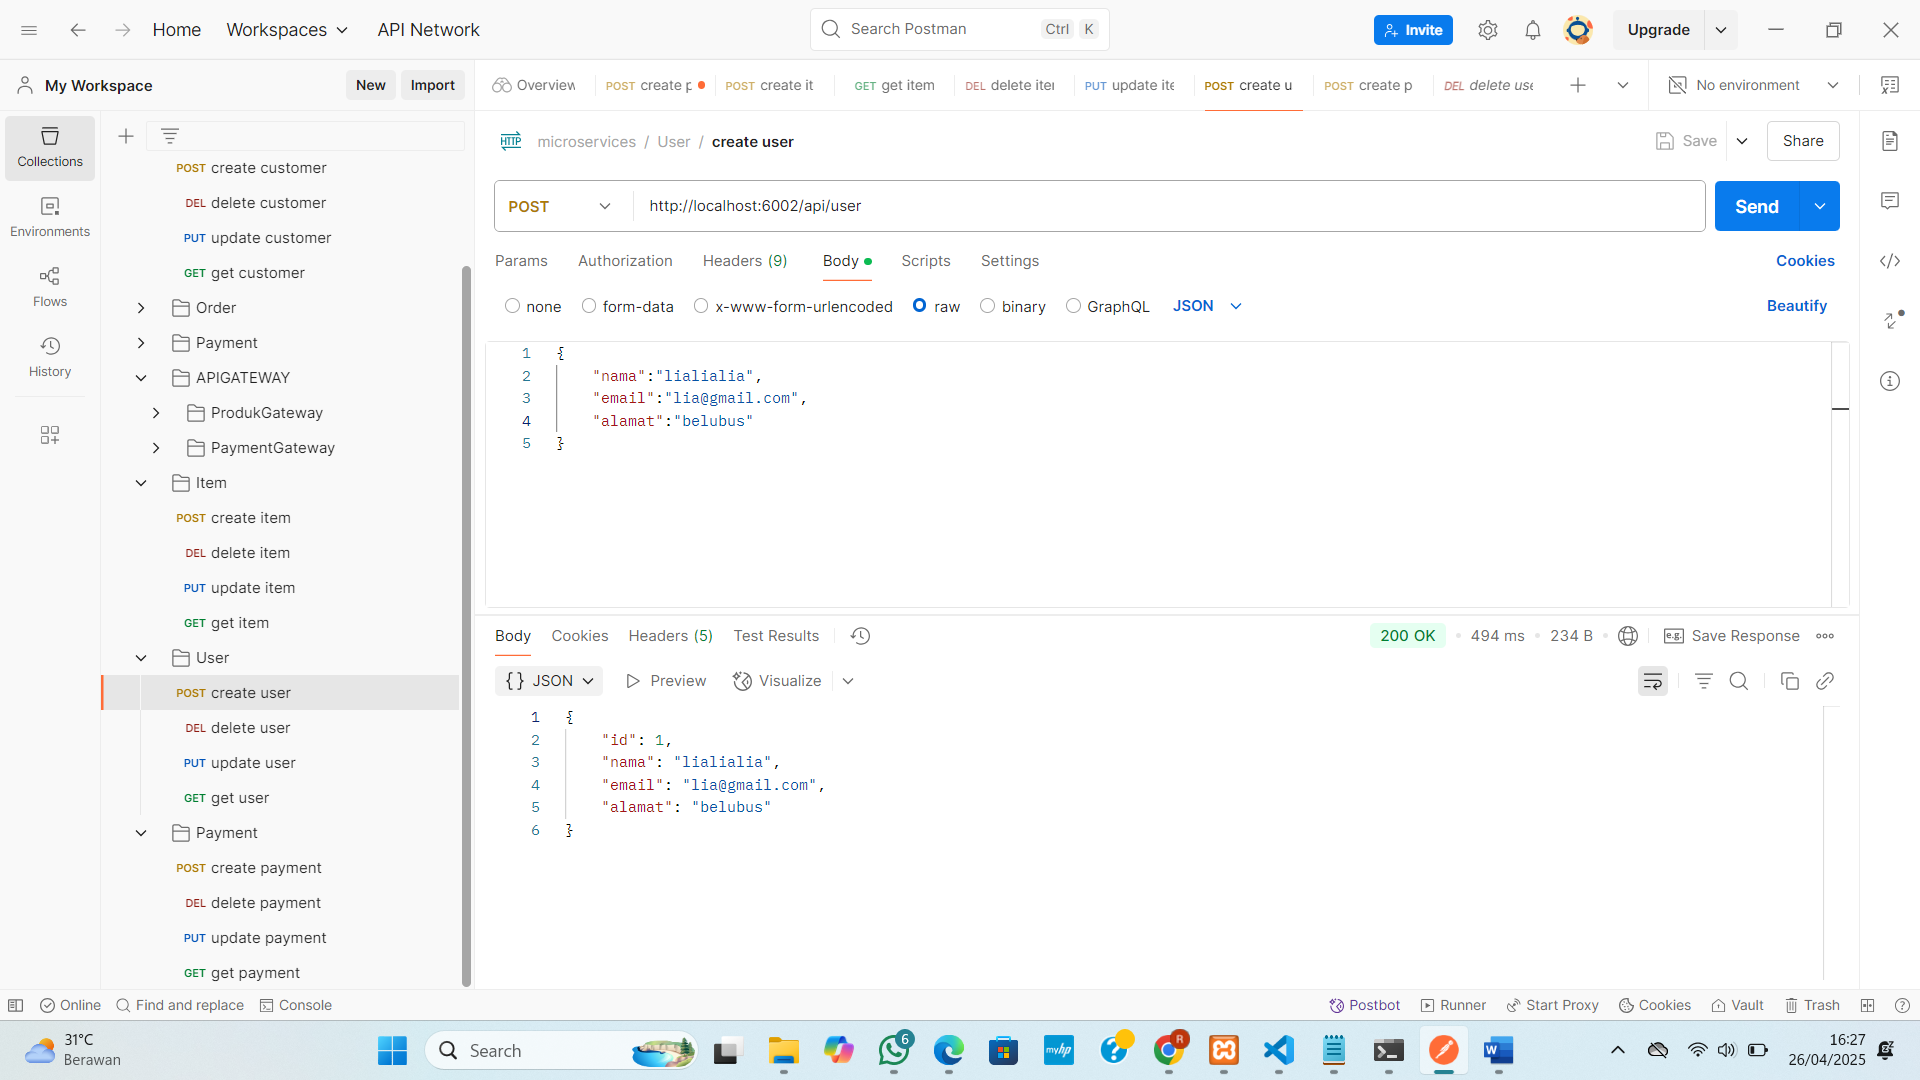 Home
Workspaces
API Network
Search Postman
Ctrl K
Invite
Upgrade
My Workspace
New
Import
Overview
POST create p
POST create it
GET get item
DEL delete iter
PUT update ite
POST create u
POST create p
DEL delete use
No environment
Collections
Environments
Flows
History
POST create customer
DEL delete customer
PUT update customer
GET get customer
Order
Payment
APIGATEWAY
ProdukGateway
PaymentGateway
Item
POST create item
DEL delete item
PUT update item
GET get item
User
POST create user
DEL delete user
PUT update user
GET get user
Payment
POST create payment
DEL delete payment
PUT update payment
GET get payment
HTTP microservices / User / create user
Save
Share
POST http://localhost:6002/api/user
Send
Params Authorization Headers (9) Body Scripts Settings
Cookies
none form-data x-www-form-urlencoded raw binary GraphQL JSON
Beautify
1 {
2 "nama":"lialialia",
3 "email":"lia@gmail.com",
4 "alamat":"belubus"
5 }
Body Cookies Headers (5) Test Results
200 OK 494 ms 234 B
e.g. Save Response
{} JSON Preview Visualize
1 {
2 "id": 1,
3 "nama": "lialialia",
4 "email": "lia@gmail.com",
5 "alamat": "belubus"
6 }
Online Find and replace Console
Postbot Runner Start Proxy Cookies Vault Trash
31°C
Berawan
Search
6
myhp
R
16:27
26/04/2025